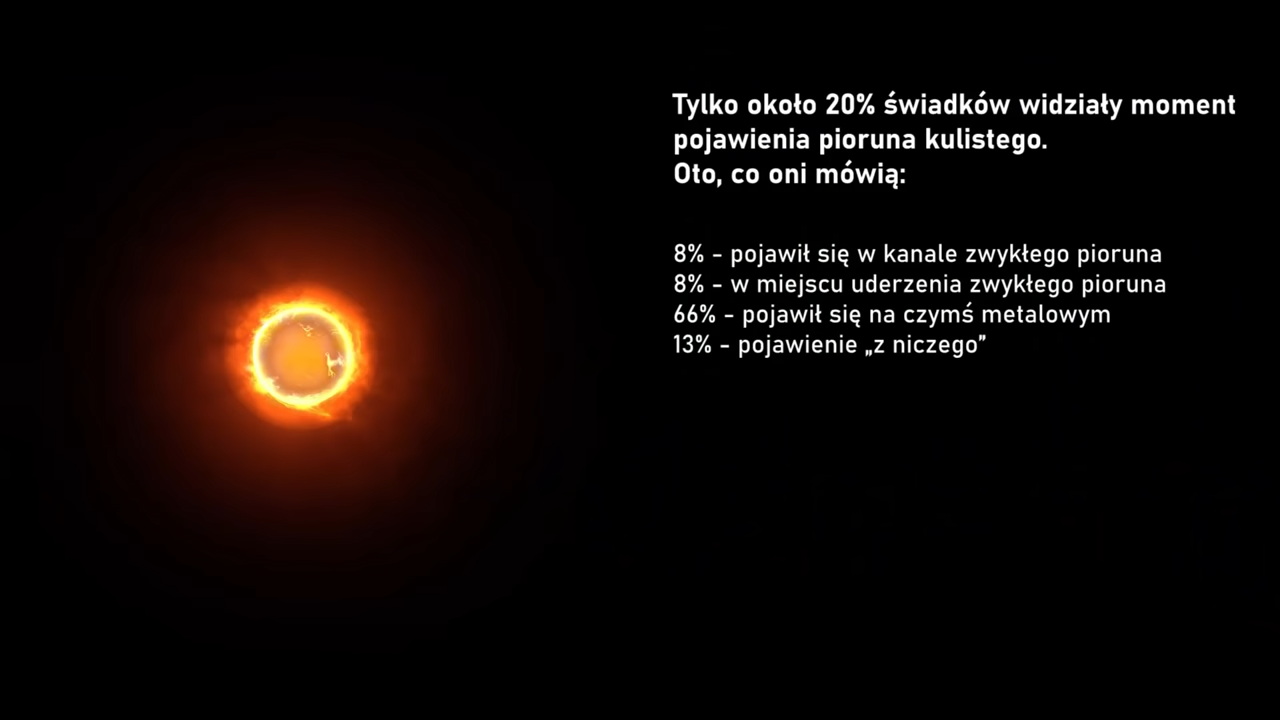 Tylko około 20% świadków widziały moment
pojawienia pioruna kulistego.
Oto, co oni mówią:
8% - pojawił się w kanale zwykłego pioruna
8% - w miejscu uderzenia zwykłego pioruna
66% - pojawił się na czymś metalowym
13% - pojawienie „z niczego”